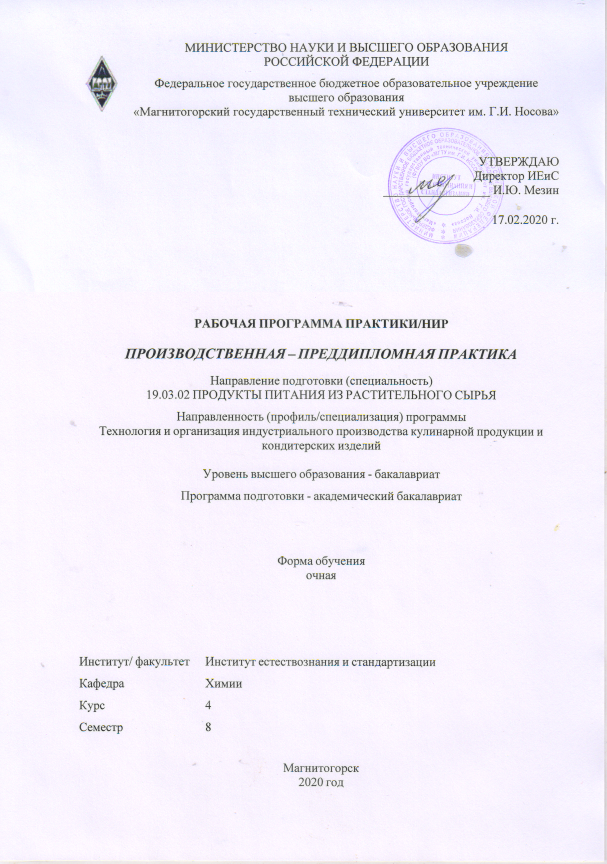 МИНИСТЕРСТВО НАУКИ И ВЫСШЕГО ОБРАЗОВАНИЯ
РОССИЙСКОЙ ФЕДЕРАЦИИ
Федеральное государственное бюджетное образовательное учреждение
высшего образования
«Магнитогорский государственный технический университет им. Г.И. Носова»
УТВЕРЖДАЮ
Директор ИЕиС
И.Ю. Мезин
17.02.2020 г.
РАБОЧАЯ ПРОГРАММА ПРАКТИКИ/НИР
ПРОИЗВОДСТВЕННАЯ – ПРЕДДИПЛОМНАЯ ПРАКТИКА
Направление подготовки (специальность)
19.03.02 ПРОДУКТЫ ПИТАНИЯ ИЗ РАСТИТЕЛЬНОГО СЫРЬЯ
Направленность (профиль/специализация) программы
Технология и организация индустриального производства кулинарной продукции и
кондитерских изделий
Уровень высшего образования - бакалавриат
Программа подготовки - академический бакалавриат
Форма обучения
очная
Институт/ факультет Институт естествознания и стандартизации
Кафедра Химии
Курс 4
Семестр 8
Магнитогорск
2020 год